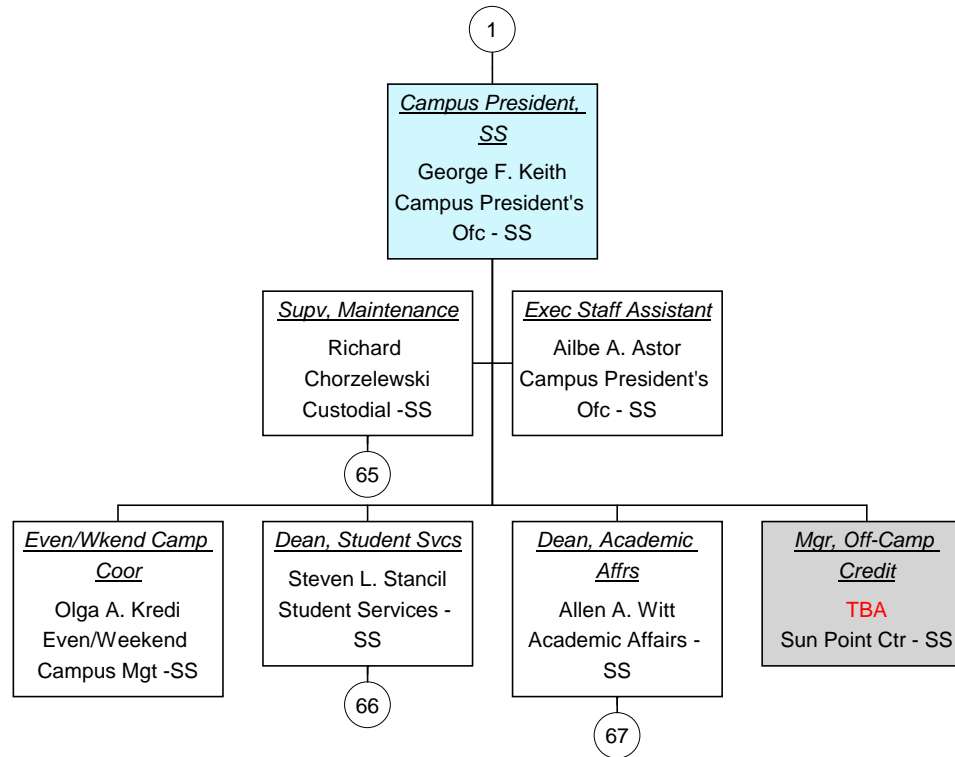 1
Campus President,
SS
George F. Keith
Campus President's
Ofc - SS
Supv, Maintenance
Richard
Chorzelewski
Custodial -SS
65
Exec Staff Assistant
Ailbe A. Astor
Campus President's
Ofc - SS
Even/Wkend Camp
Coor
Olga A. Kredi
Even/Weekend
Campus Mgt -SS
Dean, Student Svcs
Steven L. Stancil
Student Services -
SS
66
Dean, Academic
Affrs
Allen A. Witt
Academic Affairs -
SS
67
Mgr, Off-Camp
Credit
TBA
Sun Point Ctr - SS